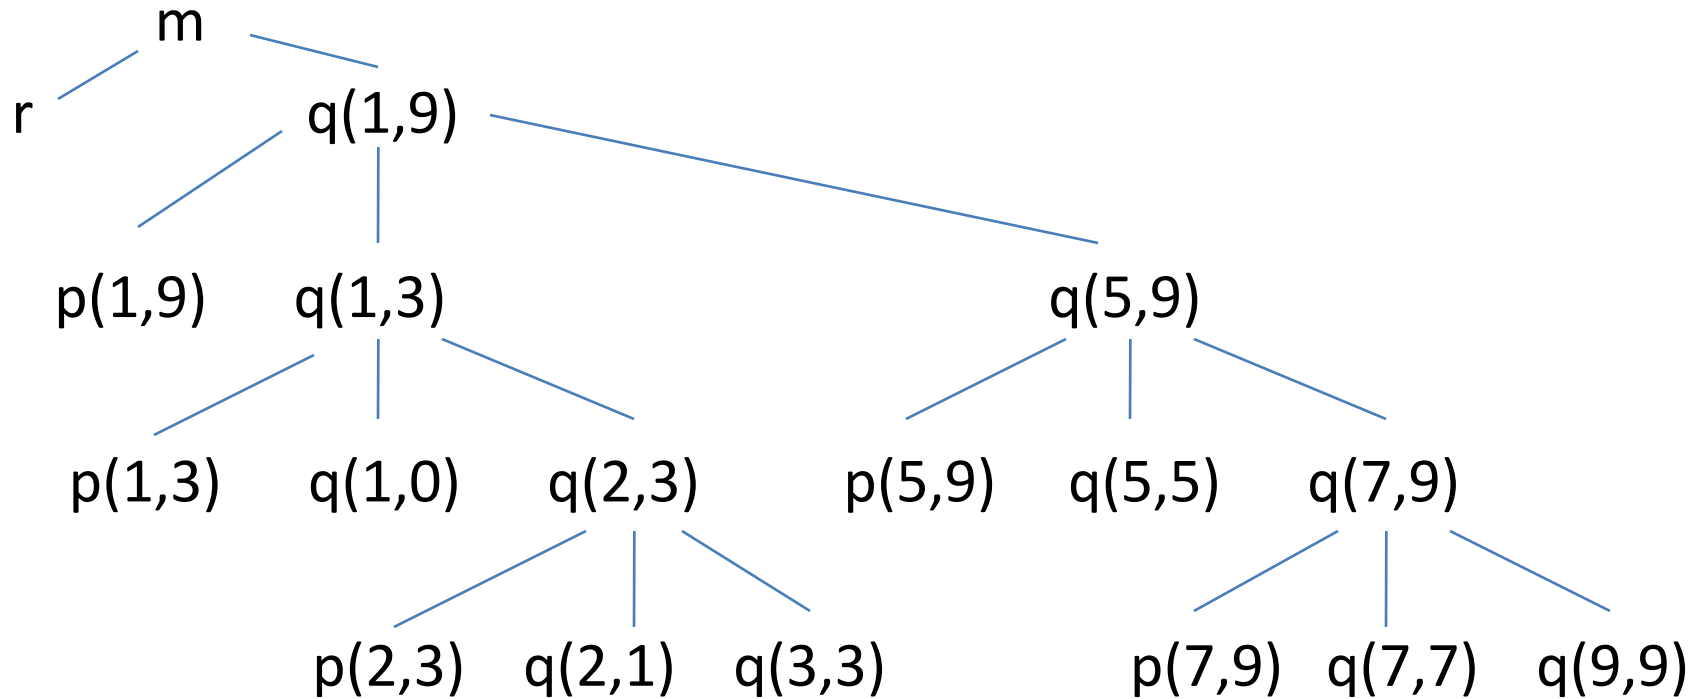 m
r q(1,9)
p(1,9) q(1,3) q(5,9)
p(1,3) q(1,0) q(2,3) p(5,9) q(5,5) q(7,9)
p(2,3) q(2,1) q(3,3) p(7,9) q(7,7) q(9,9)